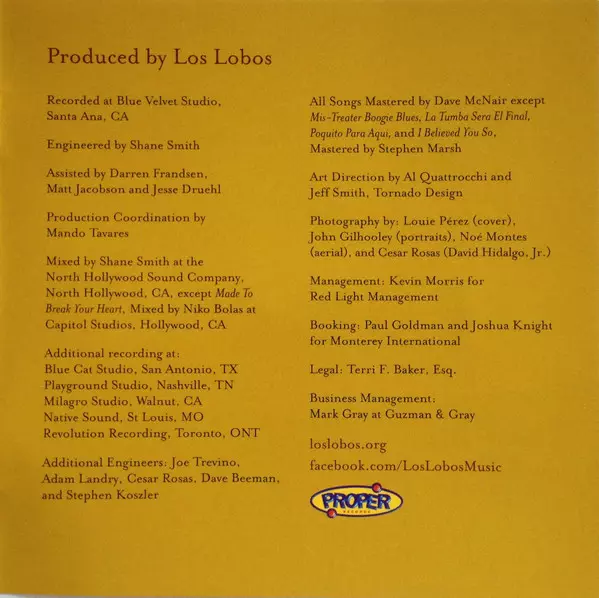 Produced by Los Lobos
Recorded at Blue Velvet Studio,
Santa Ana, CA
Engineered by Shane Smith
Assisted by Darren Frandsen,
Matt Jacobson and Jesse Druehl
Production Coordination by
Mando Tavares
Mixed by Shane Smith at the
North Hollywood Sound Company,
North Hollywood, CA, except Made To
Break Your Heart, Mixed by Niko Bolas at
Capitol Studios, Hollywood, CA
Additional recording at:
Blue Cat Studio, San Antonio, TX
Playground Studio, Nashville, TN
Milagro Studio, Walnut, CA
Native Sound, St Louis, MO
Revolution Recording, Toronto, ONT
Additional Engineers: Joe Trevino,
Adam Landry, Cesar Rosas, Dave Beeman,
and Stephen Koszler
All Songs Mastered by Dave McNair except
Mis-Treater Boogie Blues, La Tumba Sera El Final,
Poquito Para Aqui, and I Believed You So,
Mastered by Stephen Marsh
Art Direction by Al Quattrocchi and
Jeff Smith, Tornado Design
Photography by: Louie Pérez (cover),
John Gilhooley (portraits), Noé Montes
(aerial), and Cesar Rosas (David Hidalgo, Jr.)
Management: Kevin Morris for
Red Light Management
Booking: Paul Goldman and Joshua Knight
for Monterey International
Legal: Terri F. Baker, Esq.
Business Management:
Mark Gray at Guzman & Gray
loslobos.org
facebook.com/LosLobosMusic
PROPER
RECORDS